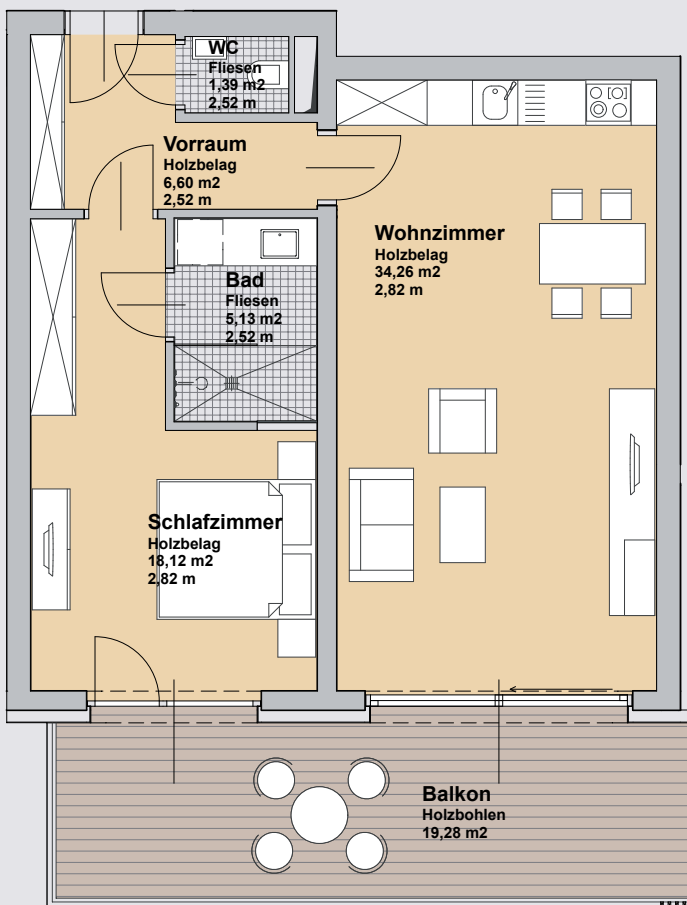 WC
Fliesen
1,39 m2
2,52 m
Vorraum
Holzbelag
6,60 m2
2,52 m
Wohnzimmer
Holzbelag
34,26 m2
2,82 m
Bad
Fliesen
5,13 m2
2,52 m
Schlafzimmer
Holzbelag
18,12 m2
2,82 m
Balkon
Holzbohlen
19,28 m2